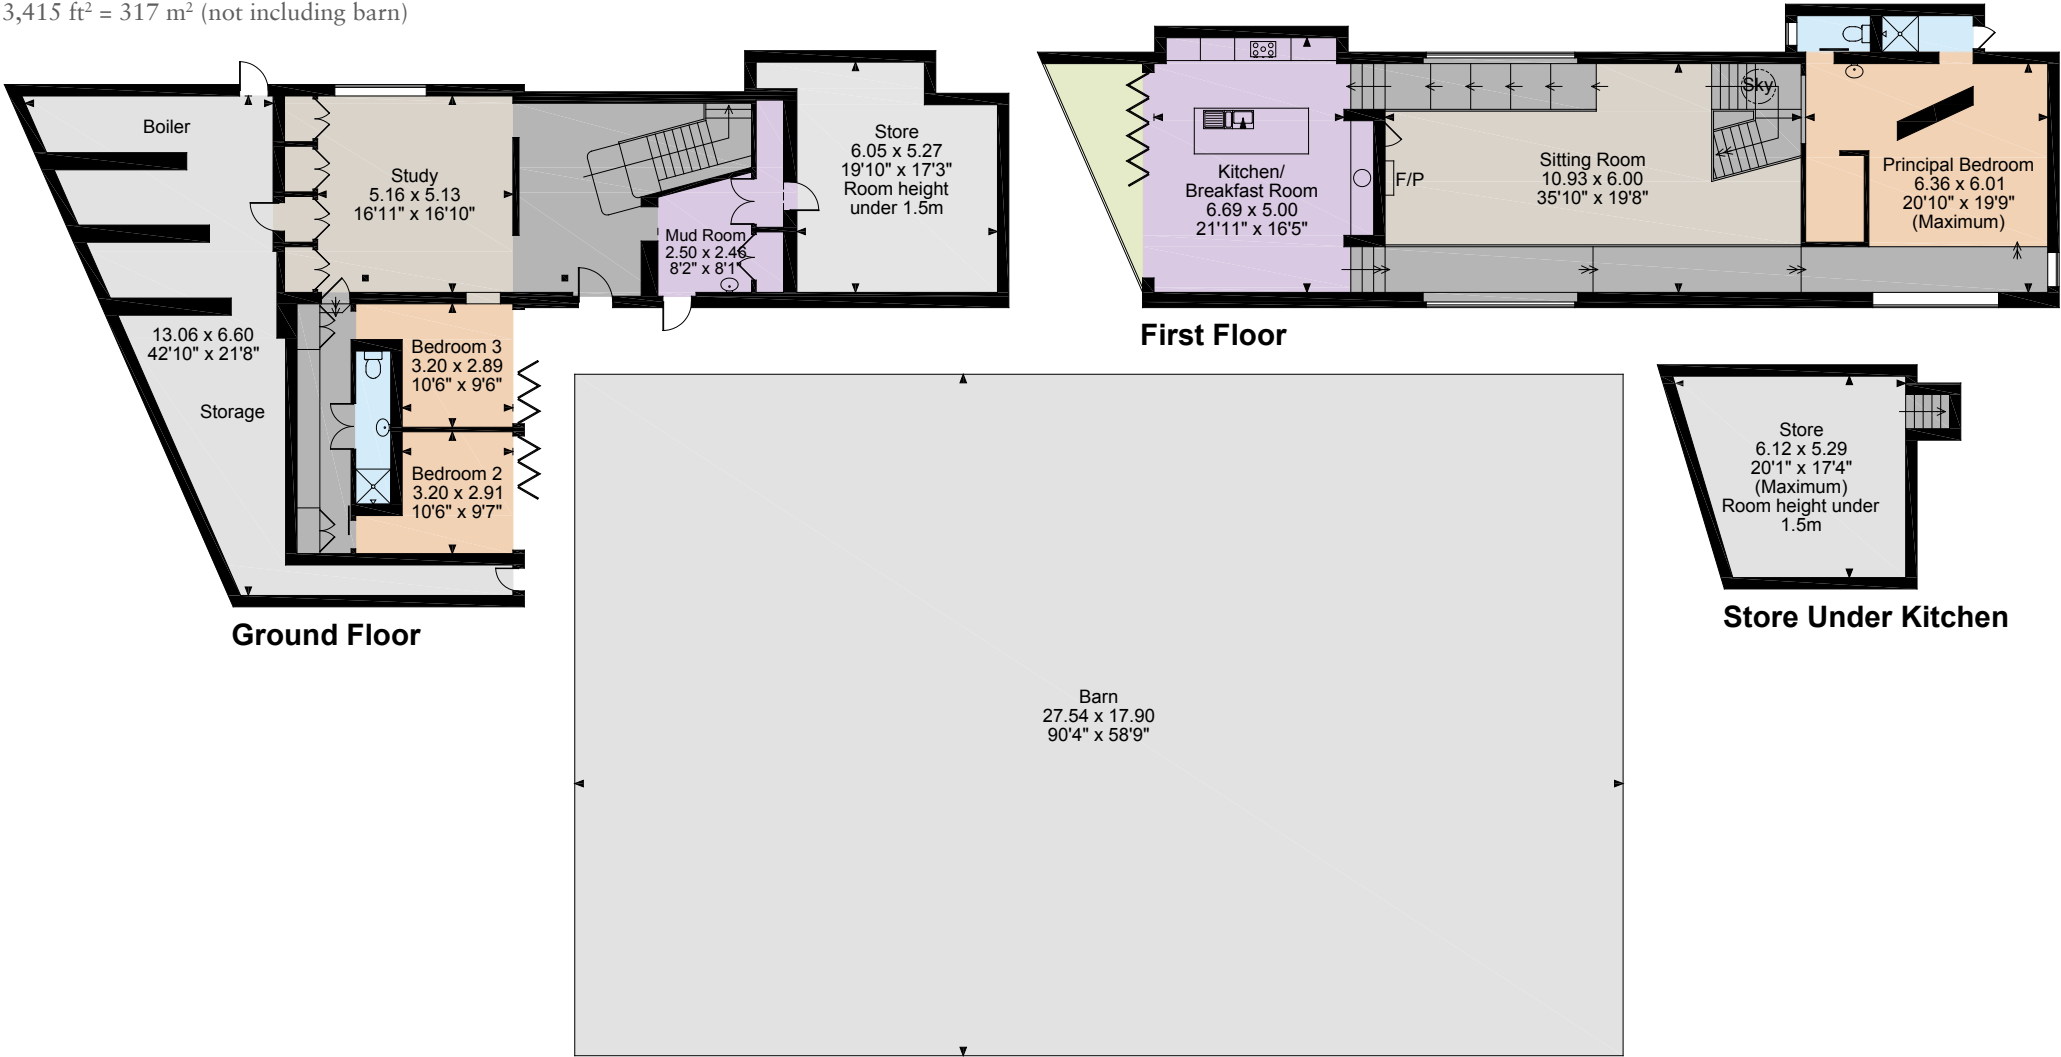 3,415 ft² = 317 m² (not including barn)
Boiler
Study
5.16 x 5.13
16'11" x 16'10"
Mud Room
2.50 x 2.46
8'2" x 8'1"
Store
6.05 x 5.27
19'10" x 17'3"
Room height
under 1.5m
13.06 x 6.60
42'10" x 21'8"
Storage
Bedroom 3
3.20 x 2.89
10'6" x 9'6"
Bedroom 2
3.20 x 2.91
10'6" x 9'7"
Ground Floor
Kitchen/
Breakfast Room
6.69 x 5.00
21'11" x 16'5"
F/P
Sitting Room
10.93 x 6.00
35'10" x 19'8"
Sky
Principal Bedroom
6.36 x 6.01
20'10" x 19'9"
(Maximum)
First Floor
Store
6.12 x 5.29
20'1" x 17'4"
(Maximum)
Room height under
1.5m
Store Under Kitchen
Barn
27.54 x 17.90
90'4" x 58'9"